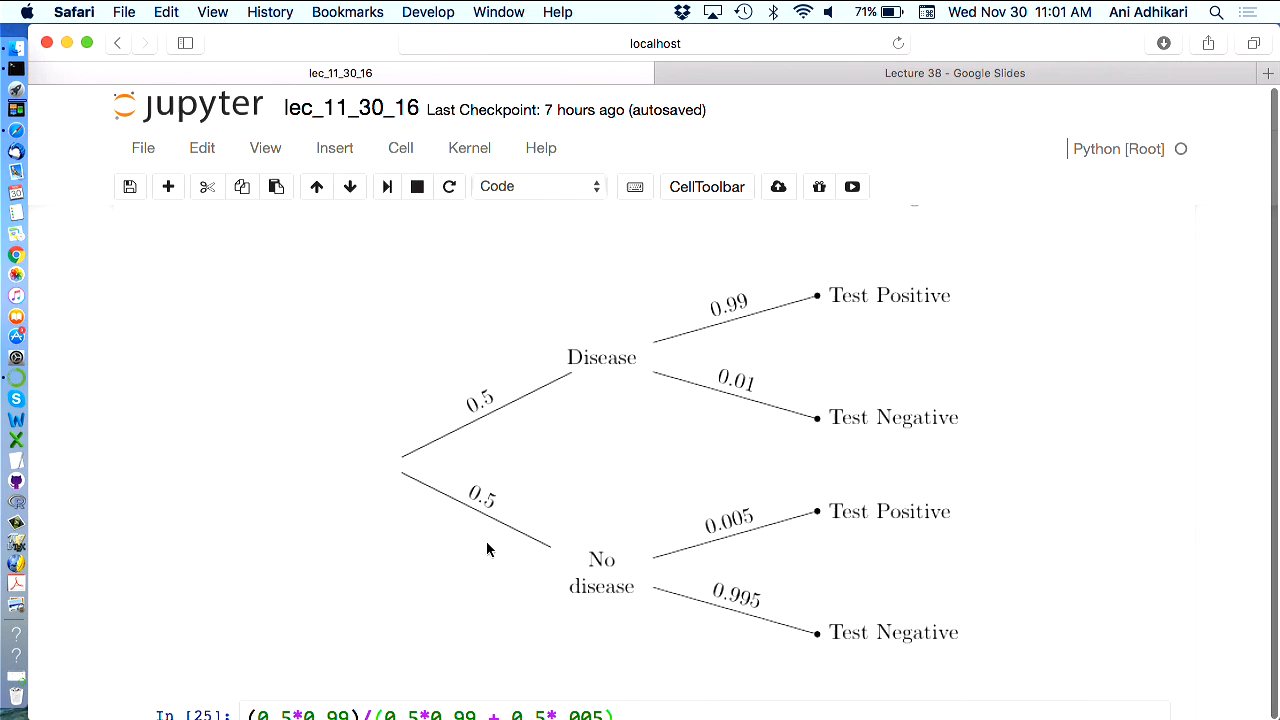 Safari File Edit View History Bookmarks Develop Window Help 71% Wed Nov 30 11:01 AM Ani Adhikari
localhost
lec_11_30_16 Lecture 38 - Google Slides
jupyter lec_11_30_16 Last Checkpoint: 7 hours ago (autosaved)
File Edit View Insert Cell Kernel Help Python [Root]
Code CellToolbar
0.99 Test Positive
Disease
0.01 Test Negative
0.5
0.5
0.005 Test Positive
No
disease
0.995 Test Negative
In [25]: (0.5*0.99)/(0.5*0.99 + 0.5*.005)